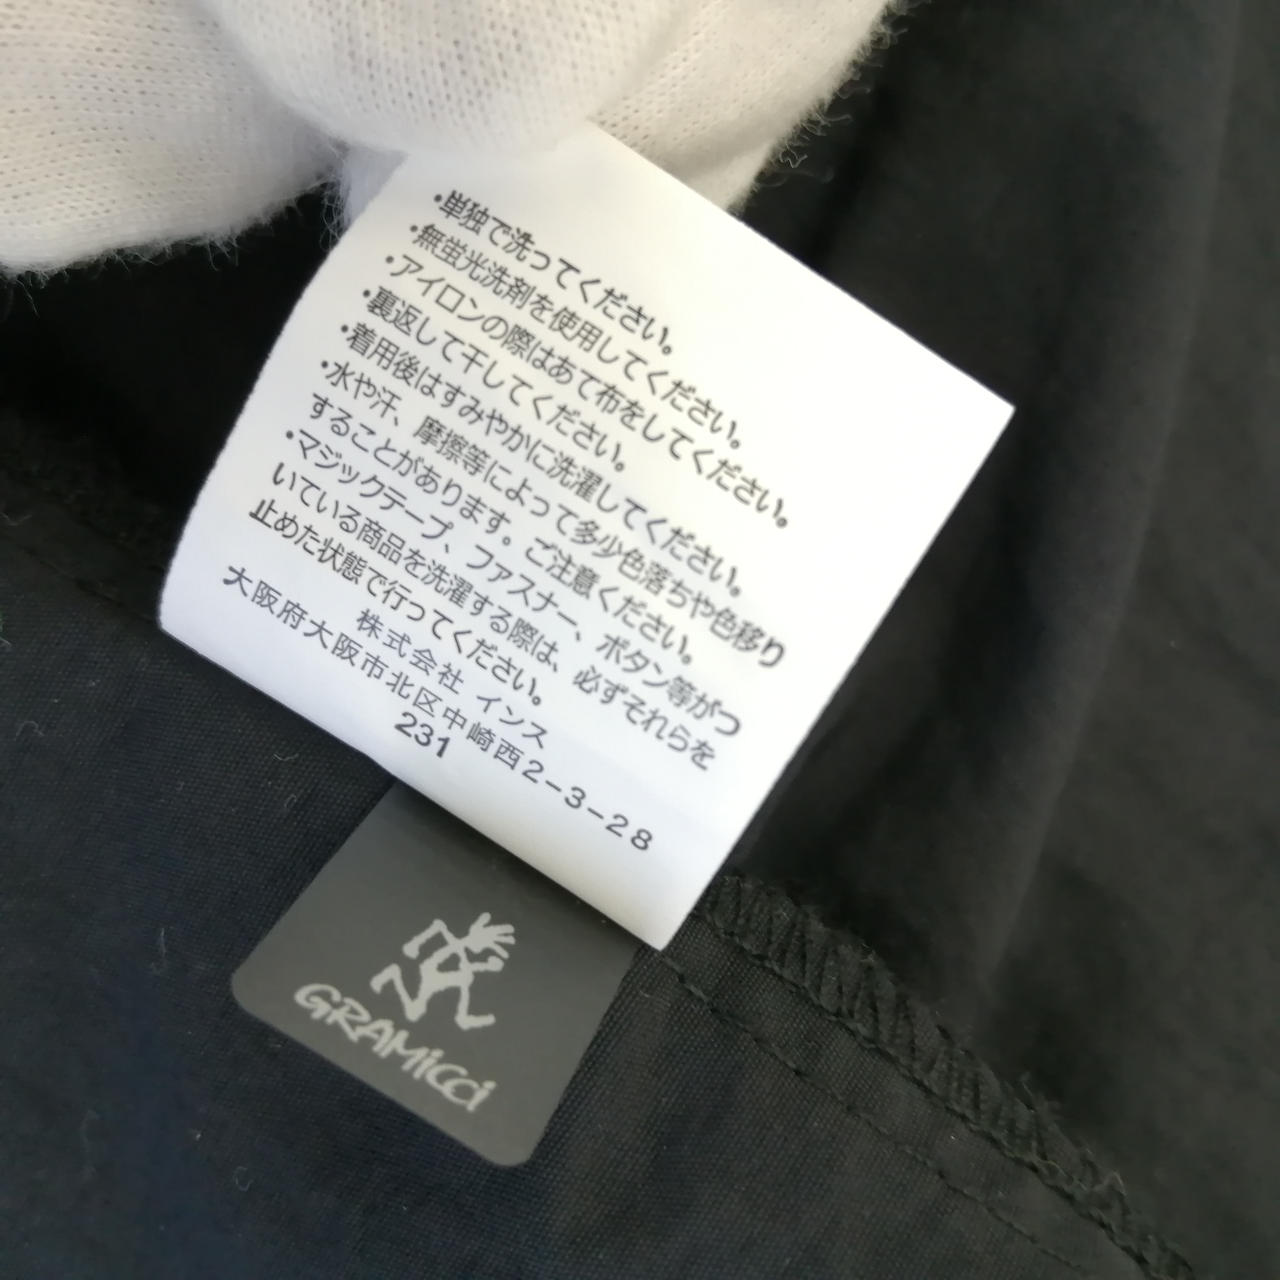 ・単独で洗ってください。
・無蛍光洗剤を使用してください。
・アイロンの際はあて布をしてください。
・裏返して干してください。
・着用後はすみやかに洗濯してください。
・水や汗、摩擦等によって多少色落ちや色移り
することがあります。ご注意ください。
・マジックテープ、ファスナー、ボタン等がつ
いている商品を洗濯する際は、必ずそれらを
止めた状態で行ってください。
株式会社 インス
大阪府大阪市北区中崎西2-3-28
231
GRAMiCCi